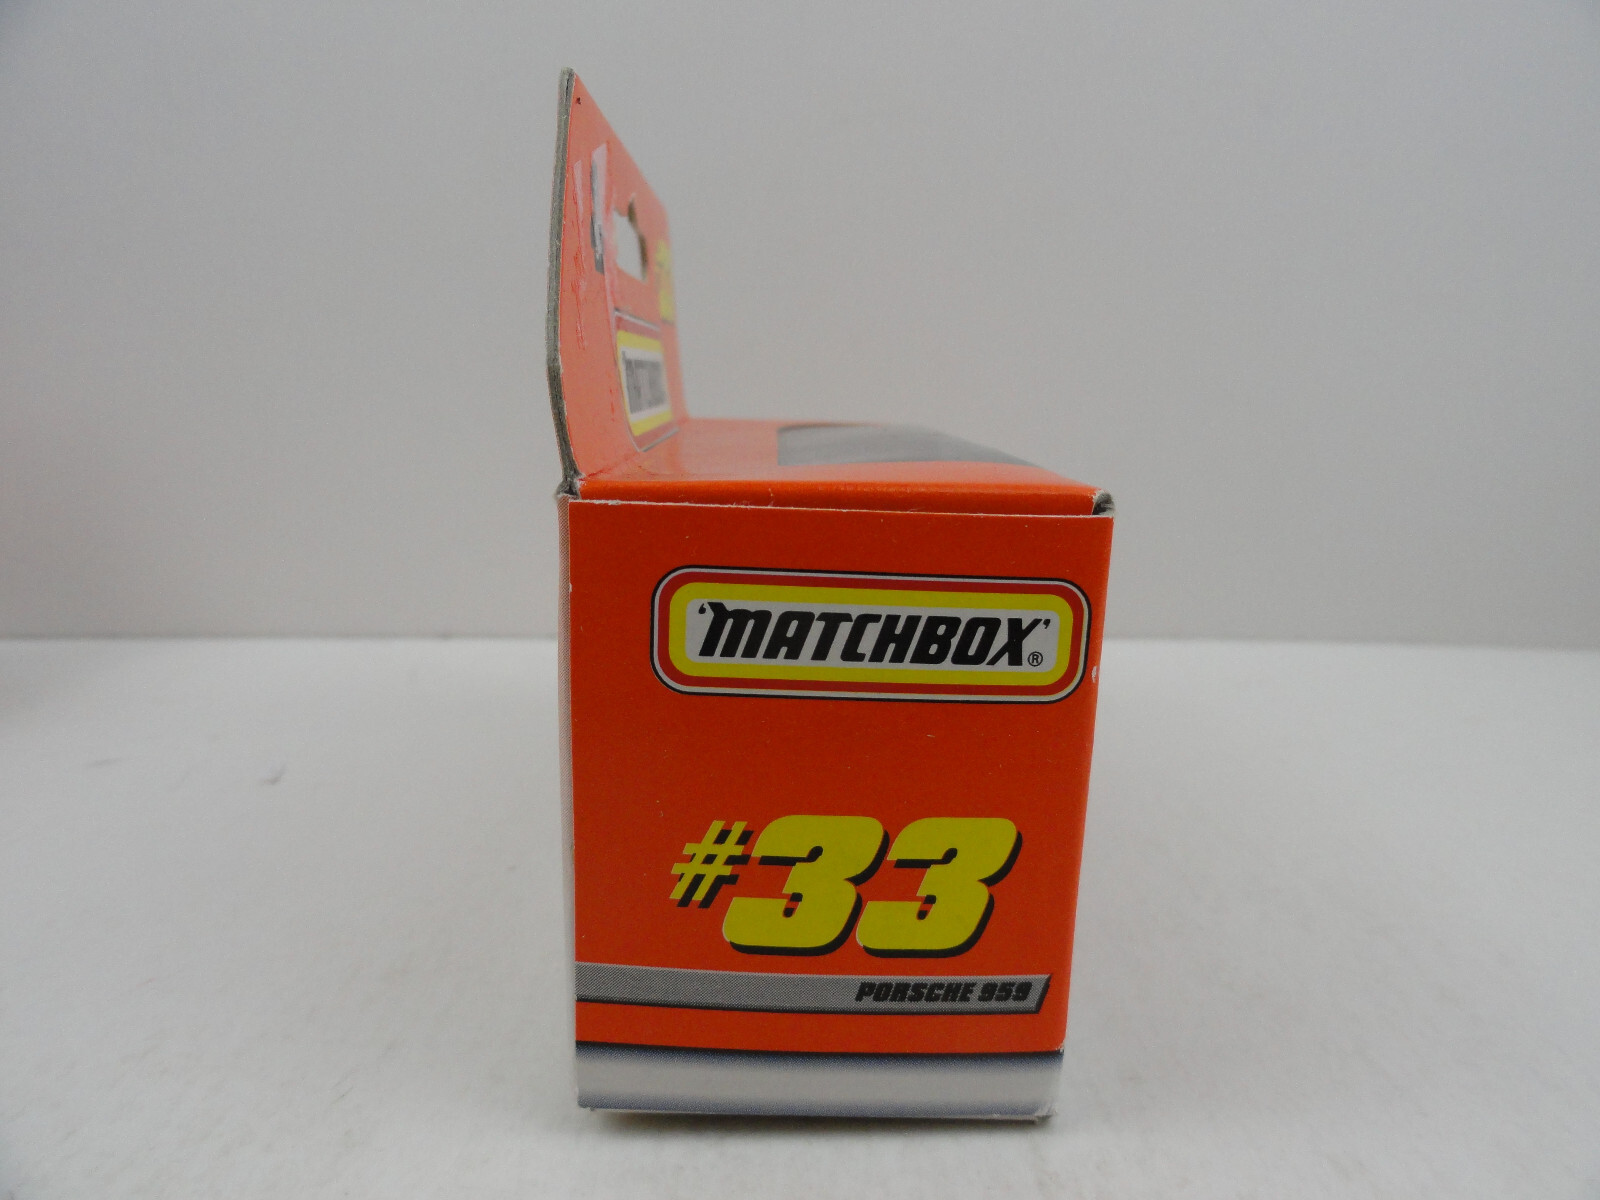 'MATCHBOX'®
#33
PORSCHE 959